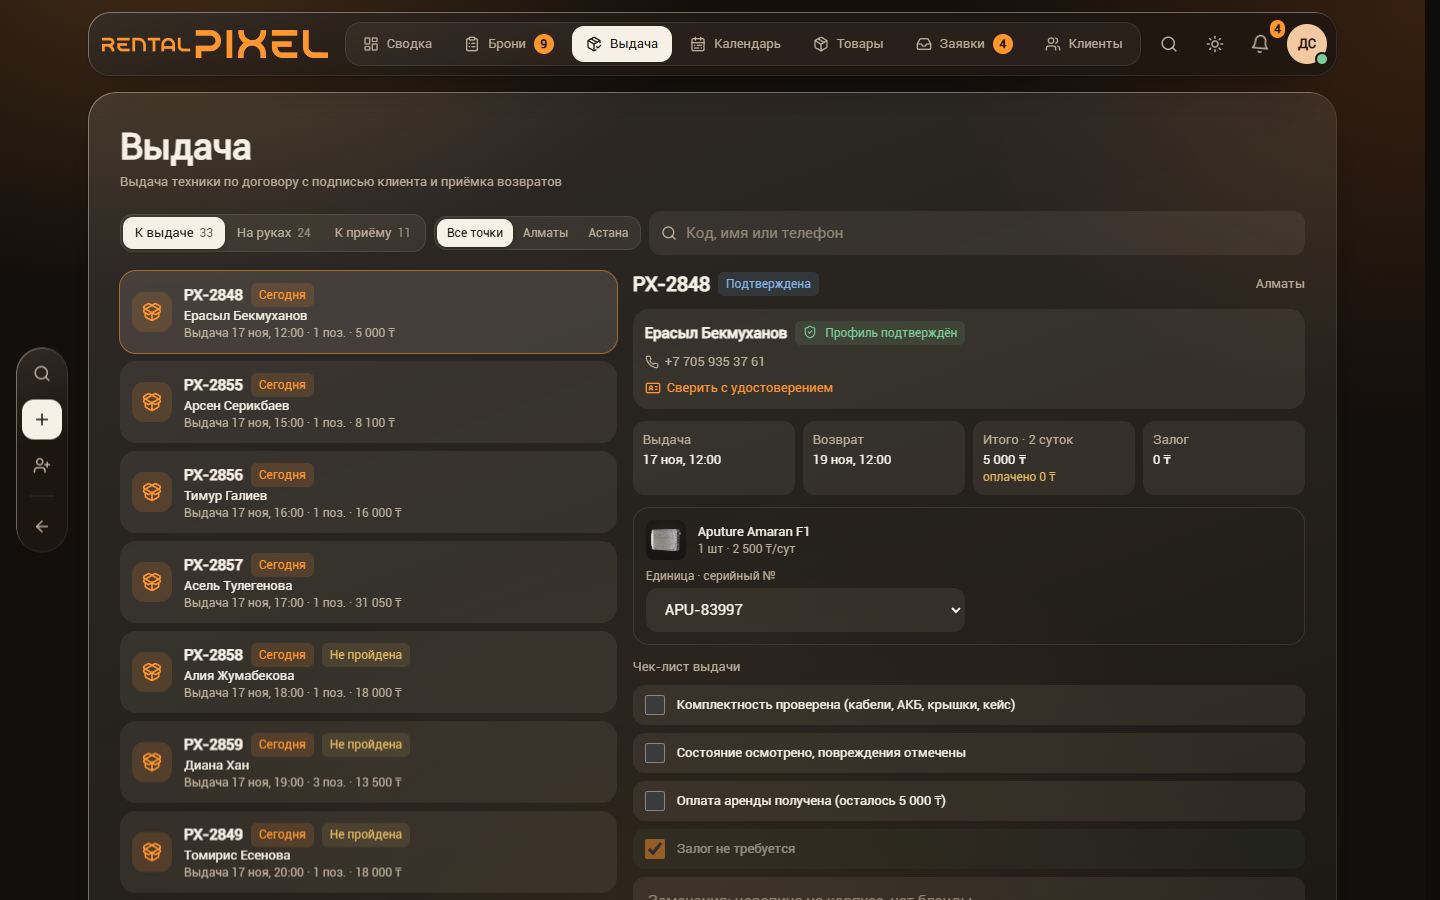 RENTAL PIXEL
Сводка
Брони 9
Выдача
Календарь
Товары
Заявки 4
Клиенты
4
ДС
Выдача
Выдача техники по договору с подписью клиента и приёмка возвратов
К выдаче 33
На руках 24
К приёму 11
Все точки
Алматы
Астана
Код, имя или телефон
PX-2848 Сегодня
Ерасыл Бекмуханов
Выдача 17 ноя, 12:00 · 1 поз. · 5 000 ₸
PX-2855 Сегодня
Арсен Серикбаев
Выдача 17 ноя, 15:00 · 1 поз. · 8 100 ₸
PX-2856 Сегодня
Тимур Галиев
Выдача 17 ноя, 16:00 · 1 поз. · 16 000 ₸
PX-2857 Сегодня
Асель Тулегенова
Выдача 17 ноя, 17:00 · 1 поз. · 31 050 ₸
PX-2858 Сегодня Не пройдена
Алия Жумабекова
Выдача 17 ноя, 18:00 · 1 поз. · 18 000 ₸
PX-2859 Сегодня Не пройдена
Диана Хан
Выдача 17 ноя, 19:00 · 3 поз. · 13 500 ₸
PX-2849 Сегодня Не пройдена
Томирис Есенова
Выдача 17 ноя, 20:00 · 1 поз. · 18 000 ₸
PX-2848 Подтверждена
Алматы
Ерасыл Бекмуханов Профиль подтверждён
+7 705 935 37 61
Сверить с удостоверением
Выдача
17 ноя, 12:00
Возврат
19 ноя, 12:00
Итого · 2 суток
5 000 ₸
оплачено 0 ₸
Залог
0 ₸
Aputure Amaran F1
1 шт · 2 500 ₸/сут
Единица · серийный №
APU-83997
Чек-лист выдачи
Комплектность проверена (кабели, АКБ, крышки, кейс)
Состояние осмотрено, повреждения отмечены
Оплата аренды получена (осталось 5 000 ₸)
Залог не требуется